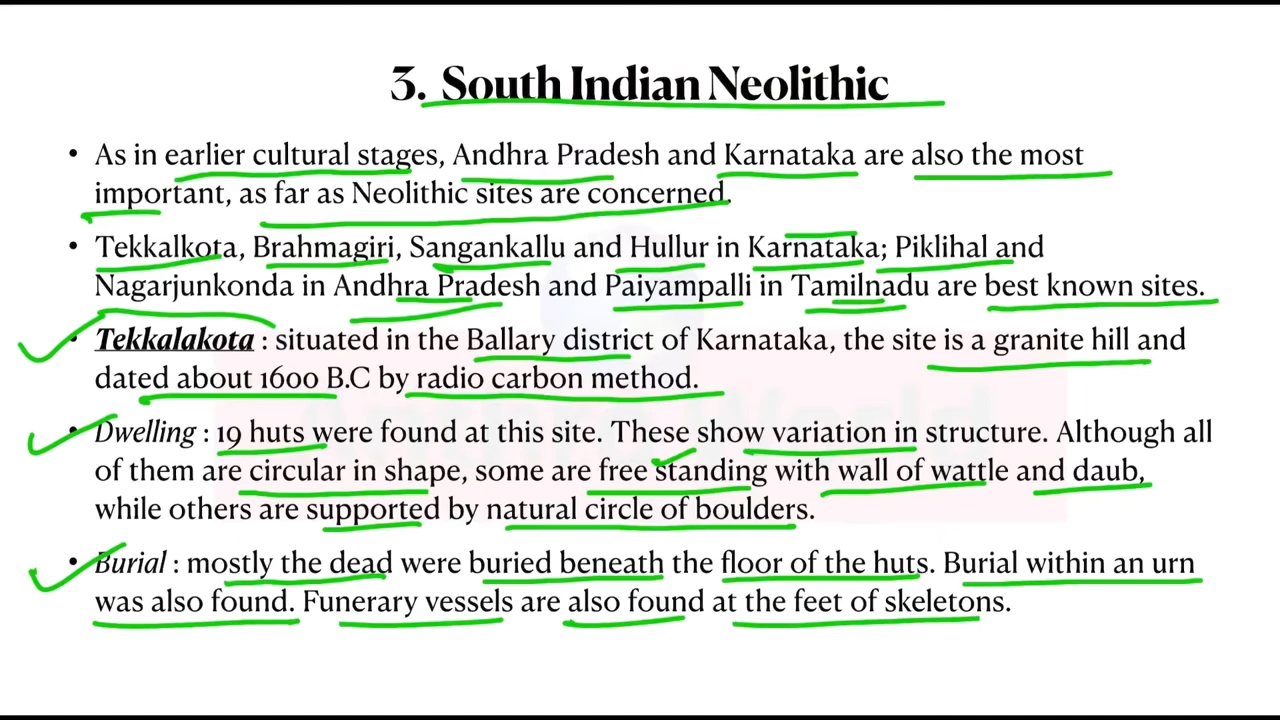 3. South Indian Neolithic
• As in earlier cultural stages, Andhra Pradesh and Karnataka are also the most
important, as far as Neolithic sites are concerned.
• Tekkalkota, Brahmagiri, Sangankallu and Hullur in Karnataka; Piklihal and
Nagarjunkonda in Andhra Pradesh and Paiyampalli in Tamilnadu are best known sites.
• Tekkalakota : situated in the Ballary district of Karnataka, the site is a granite hill and
dated about 1600 B.C by radio carbon method.
• Dwelling : 19 huts were found at this site. These show variation in structure. Although all
of them are circular in shape, some are free standing with wall of wattle and daub,
while others are supported by natural circle of boulders.
• Burial : mostly the dead were buried beneath the floor of the huts. Burial within an urn
was also found. Funerary vessels are also found at the feet of skeletons.